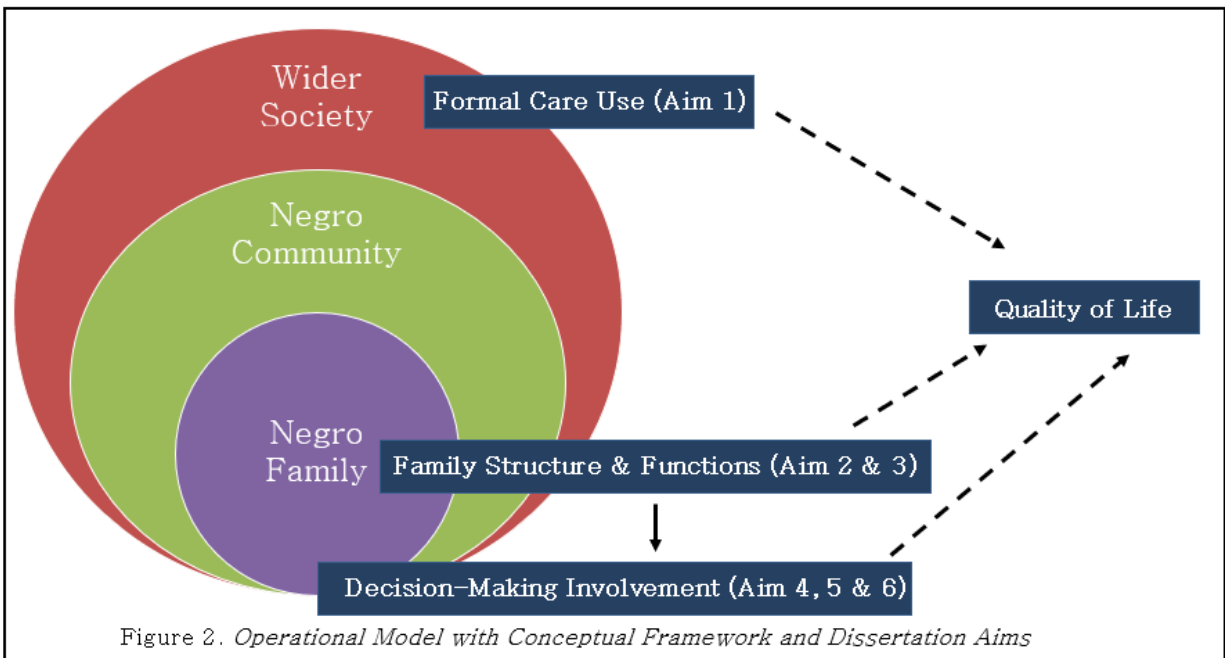 Wider
Society
Formal Care Use (Aim 1)
Negro
Community
Quality of Life
Negro
Family
Family Structure & Functions (Aim 2 & 3)
Decision-Making Involvement (Aim 4, 5 & 6)
Figure 2. Operational Model with Conceptual Framework and Dissertation Aims